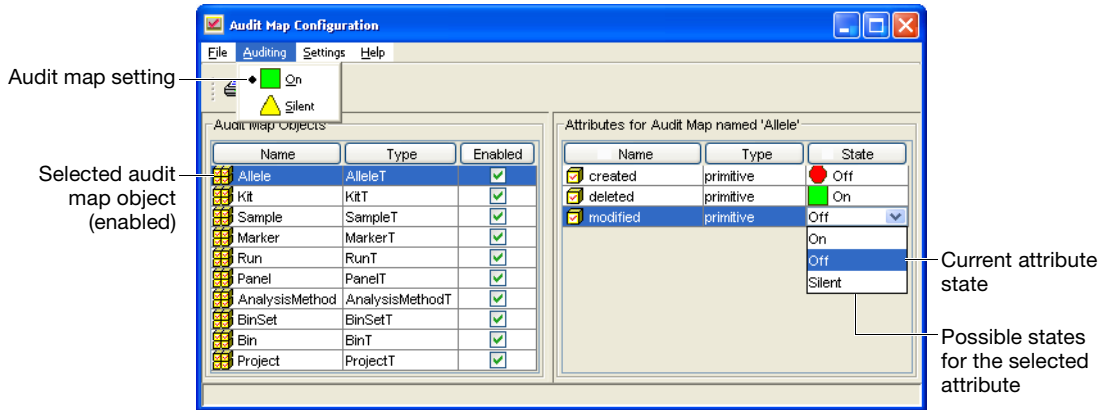 Audit Map Configuration
File Auditing Settings Help
Audit map setting
On
Silent
Audit Map Objects
Attributes for Audit Map named 'Allele'
Name Type Enabled
Name Type State
Selected audit
map object
(enabled)
Allele AlleleT
Kit KitT
Sample SampleT
Marker MarkerT
Run RunT
Panel PanelT
AnalysisMethod AnalysisMethodT
BinSet BinSetT
Bin BinT
Project ProjectT
created primitive Off
deleted primitive On
modified primitive Off
On
Off
Silent
Current attribute
state
Possible states
for the selected
attribute